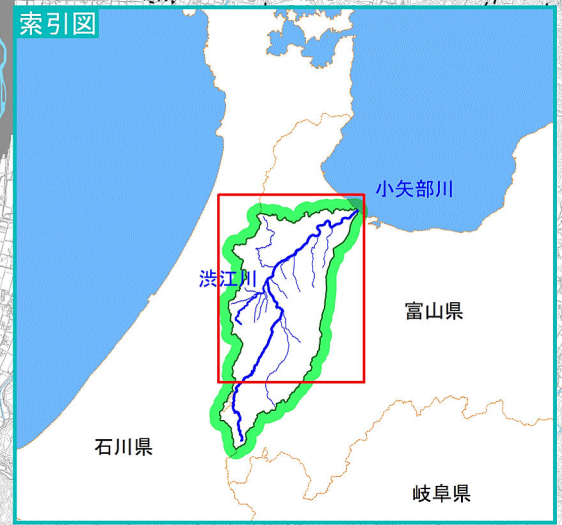 索引図
小矢部川
渋江川
富山県
石川県
岐阜県